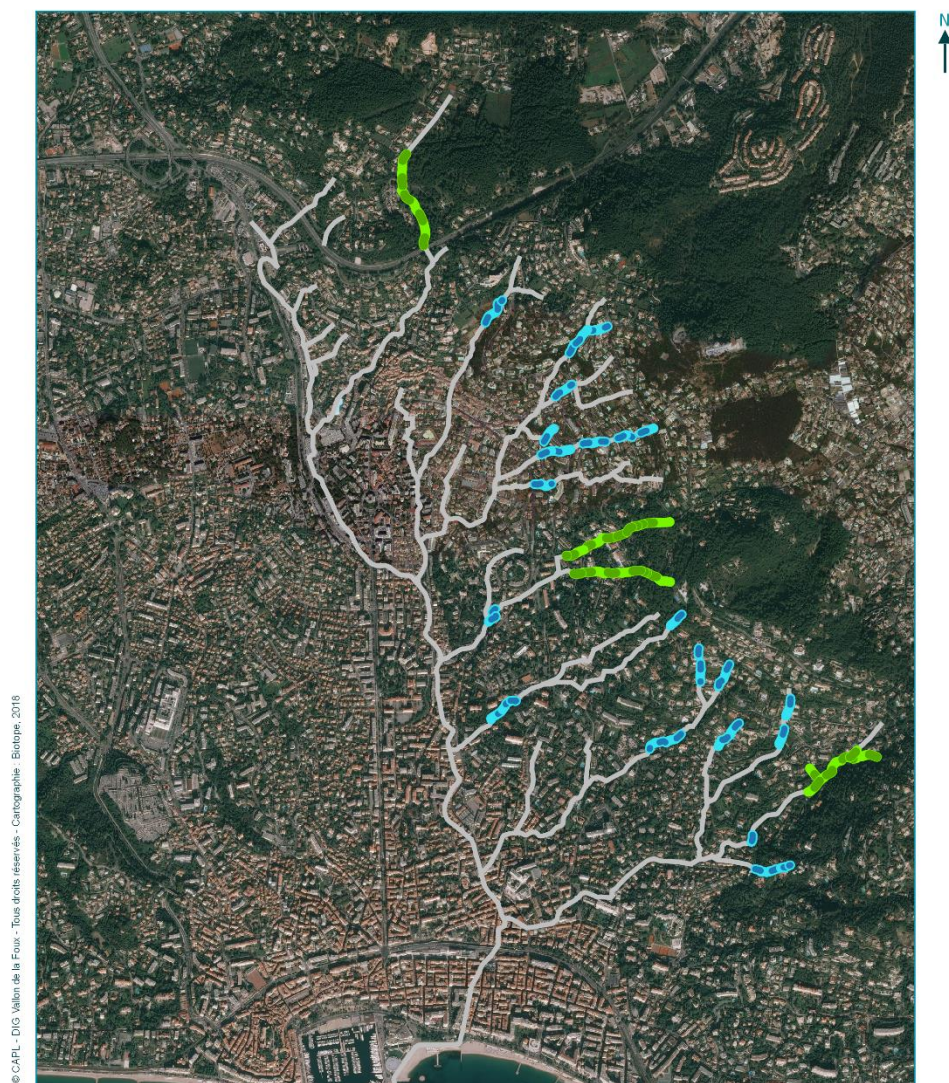 N
© CAPL - DIG Vallon de la Foux - Tous droits réservés - Cartographie : Biotope, 2018